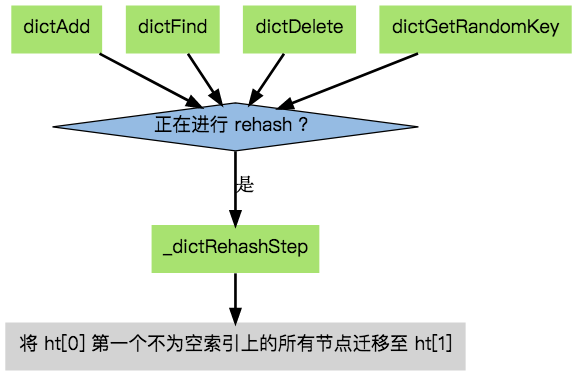 dictAdd
dictFind
dictDelete
dictGetRandomKey
正在进行 rehash ?
是
_dictRehashStep
将 ht[0] 第一个不为空索引上的所有节点迁移至 ht[1]